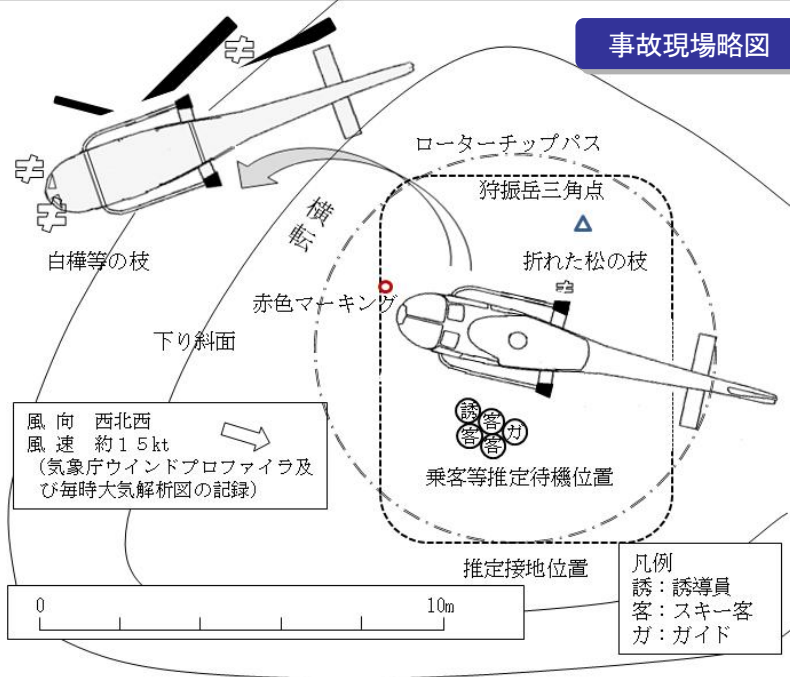 事故現場略図
ローターチップパス
狩振岳三角点
横転
白樺等の枝
折れた松の枝
赤色マーキング
下り斜面
風向 西北西
風速 約15kt
(気象庁ウインドプロファイラ及
び毎時大気解析図の記録)
誘
客
ガ
客
客
乗客等推定待機位置
推定接地位置
凡例
誘:誘導員
客:スキー客
ガ:ガイド
0
10m